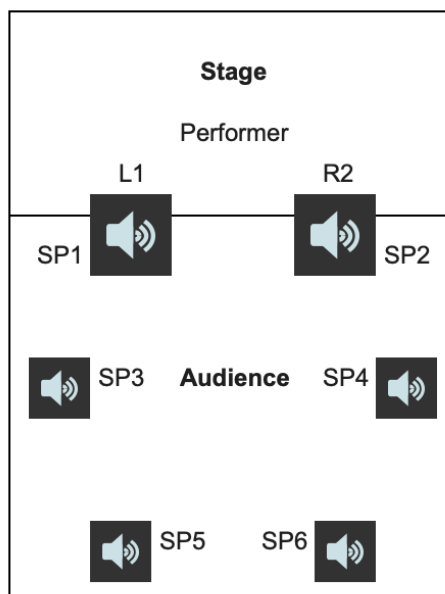 Stage
Performer
L1 R2
SP1 SP2
SP3 Audience SP4
SP5 SP6